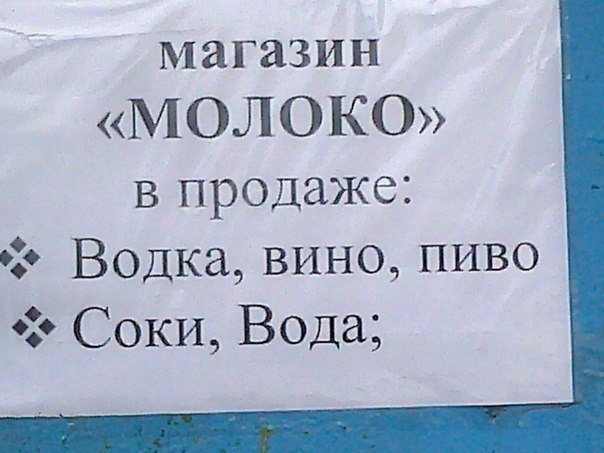 магазин
«МОЛОКО»
в продаже:
❖ Водка, вино, пиво
❖ Соки, Вода;